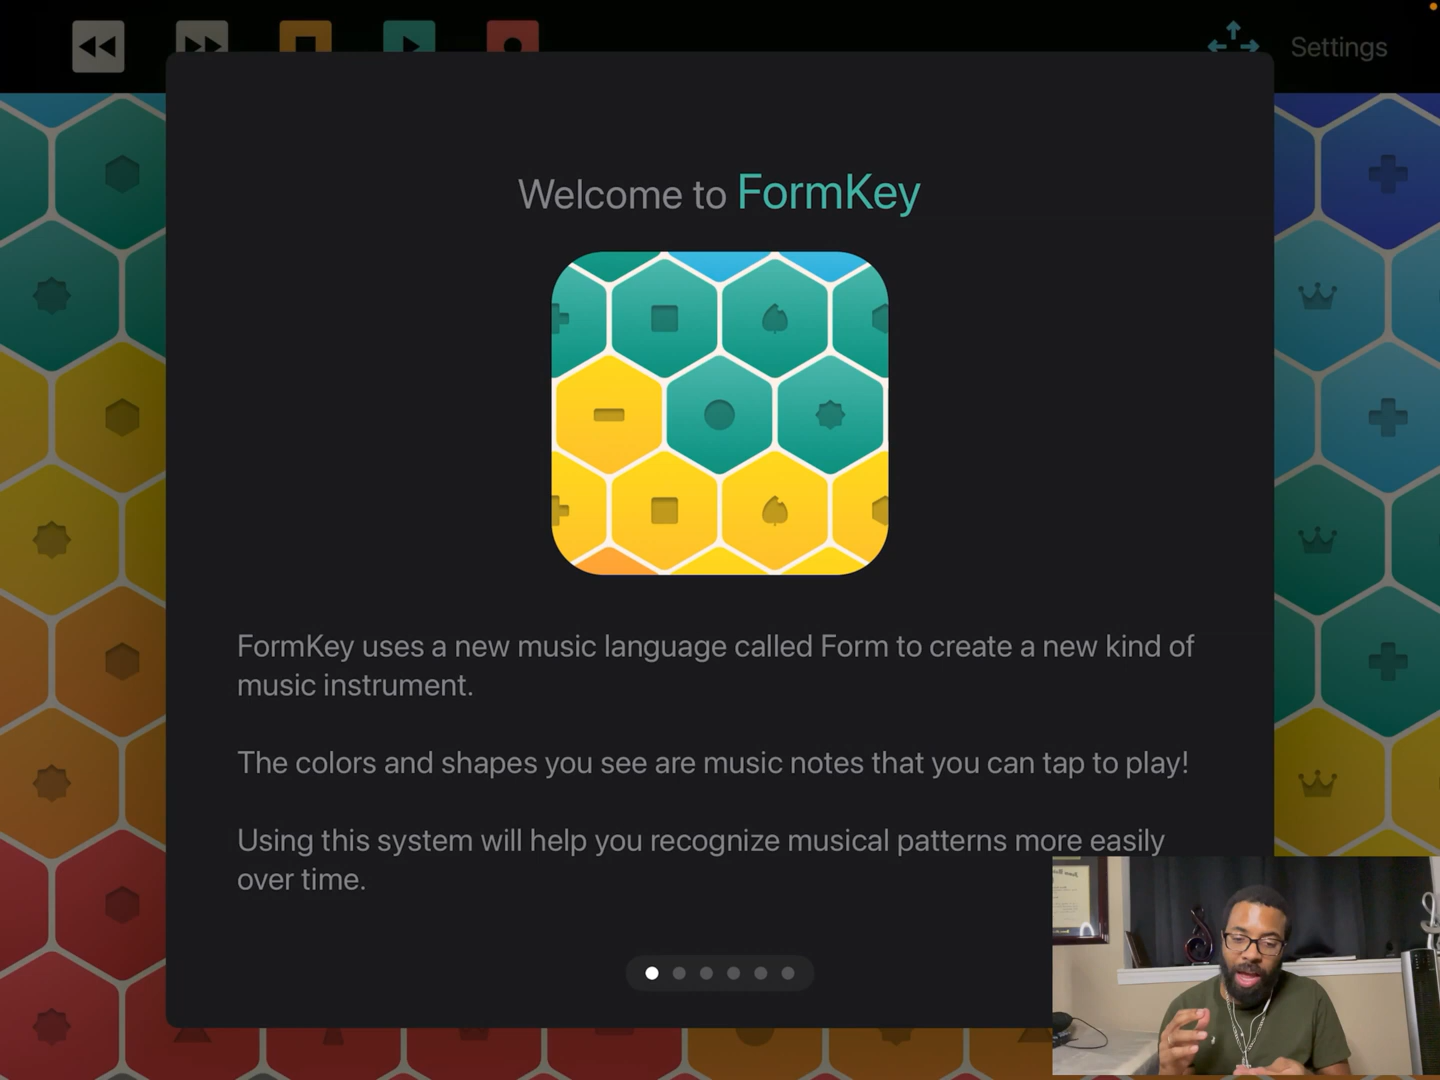 Settings
Welcome to FormKey
FormKey uses a new music language called Form to create a new kind of
music instrument.
The colors and shapes you see are music notes that you can tap to play!
Using this system will help you recognize musical patterns more easily
over time.